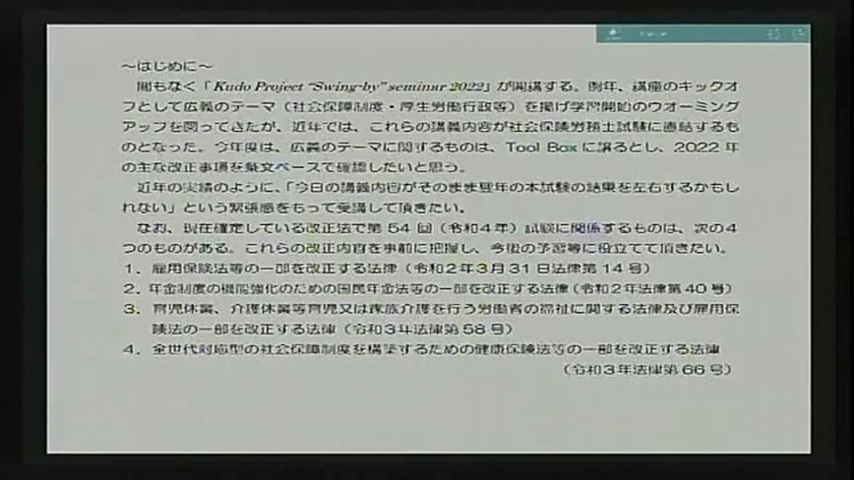 ～はじめに～
間もなく「Kudo Project “Swing-by” seminar 2022」が開講する。例年、講座のキックオ
フとして広義のテーマ（社会保障制度・厚生労働行政等）を掲げ学習開始のウオーミング
アップを図ってきたが、近年では、これらの講義内容が社会保険労務士試験に直結するも
のとなった。今年度は、広義のテーマに関するものは、Tool Boxに譲るとし、2022年
の主な改正事項を条文ベースで確認したいと思う。
近年の実績のように、「今日の講義内容がそのまま翌年の本試験の結果を左右するかもし
れない」という緊張感をもって受講して頂きたい。
なお、現在確定している改正法で第54回（令和4年）試験に関係するものは、次の4
つのものがある。これらの改正内容を事前に把握し、今後の予習等に役立てて頂きたい。
1．雇用保険法等の一部を改正する法律（令和2年3月31日法律第14号）
2．年金制度の機能強化のための国民年金法等の一部を改正する法律（令和2年法律第40号）
3．育児休業、介護休業等育児又は家族介護を行う労働者の福祉に関する法律及び雇用保
険法の一部を改正する法律（令和3年法律第58号）
4．全世代対応型の社会保障制度を構築するための健康保険法等の一部を改正する法律
（令和3年法律第66号）